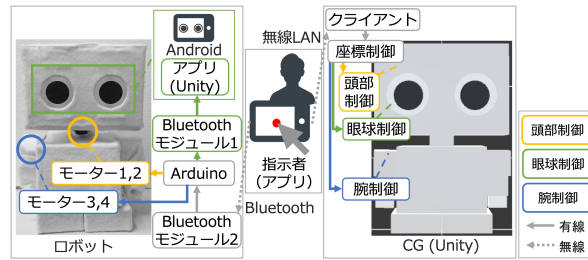 Android
アプリ
(Unity)
Bluetooth
モジュール1
モーター1,2
Arduino
モーター3,4
Bluetooth
モジュール2
ロボット
無線LAN
指示者
(アプリ)
Bluetooth
クライアント
座標制御
頭部
制御
眼球制御
腕制御
CG (Unity)
頭部制御
眼球制御
腕制御
有線
無線